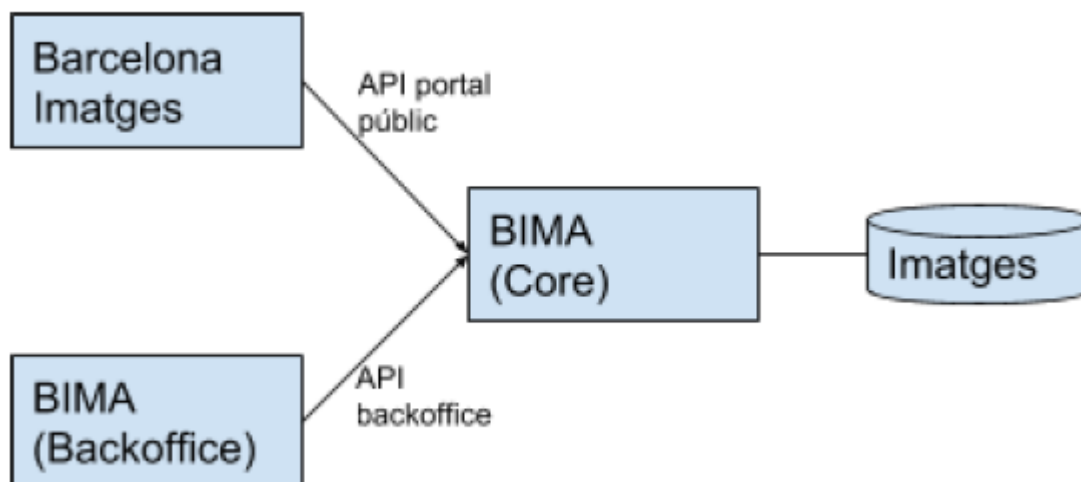 Barcelona
Imatges
API portal
públic
BIMA
(Core)
Imatges
BIMA
(Backoffice)
API
backoffice